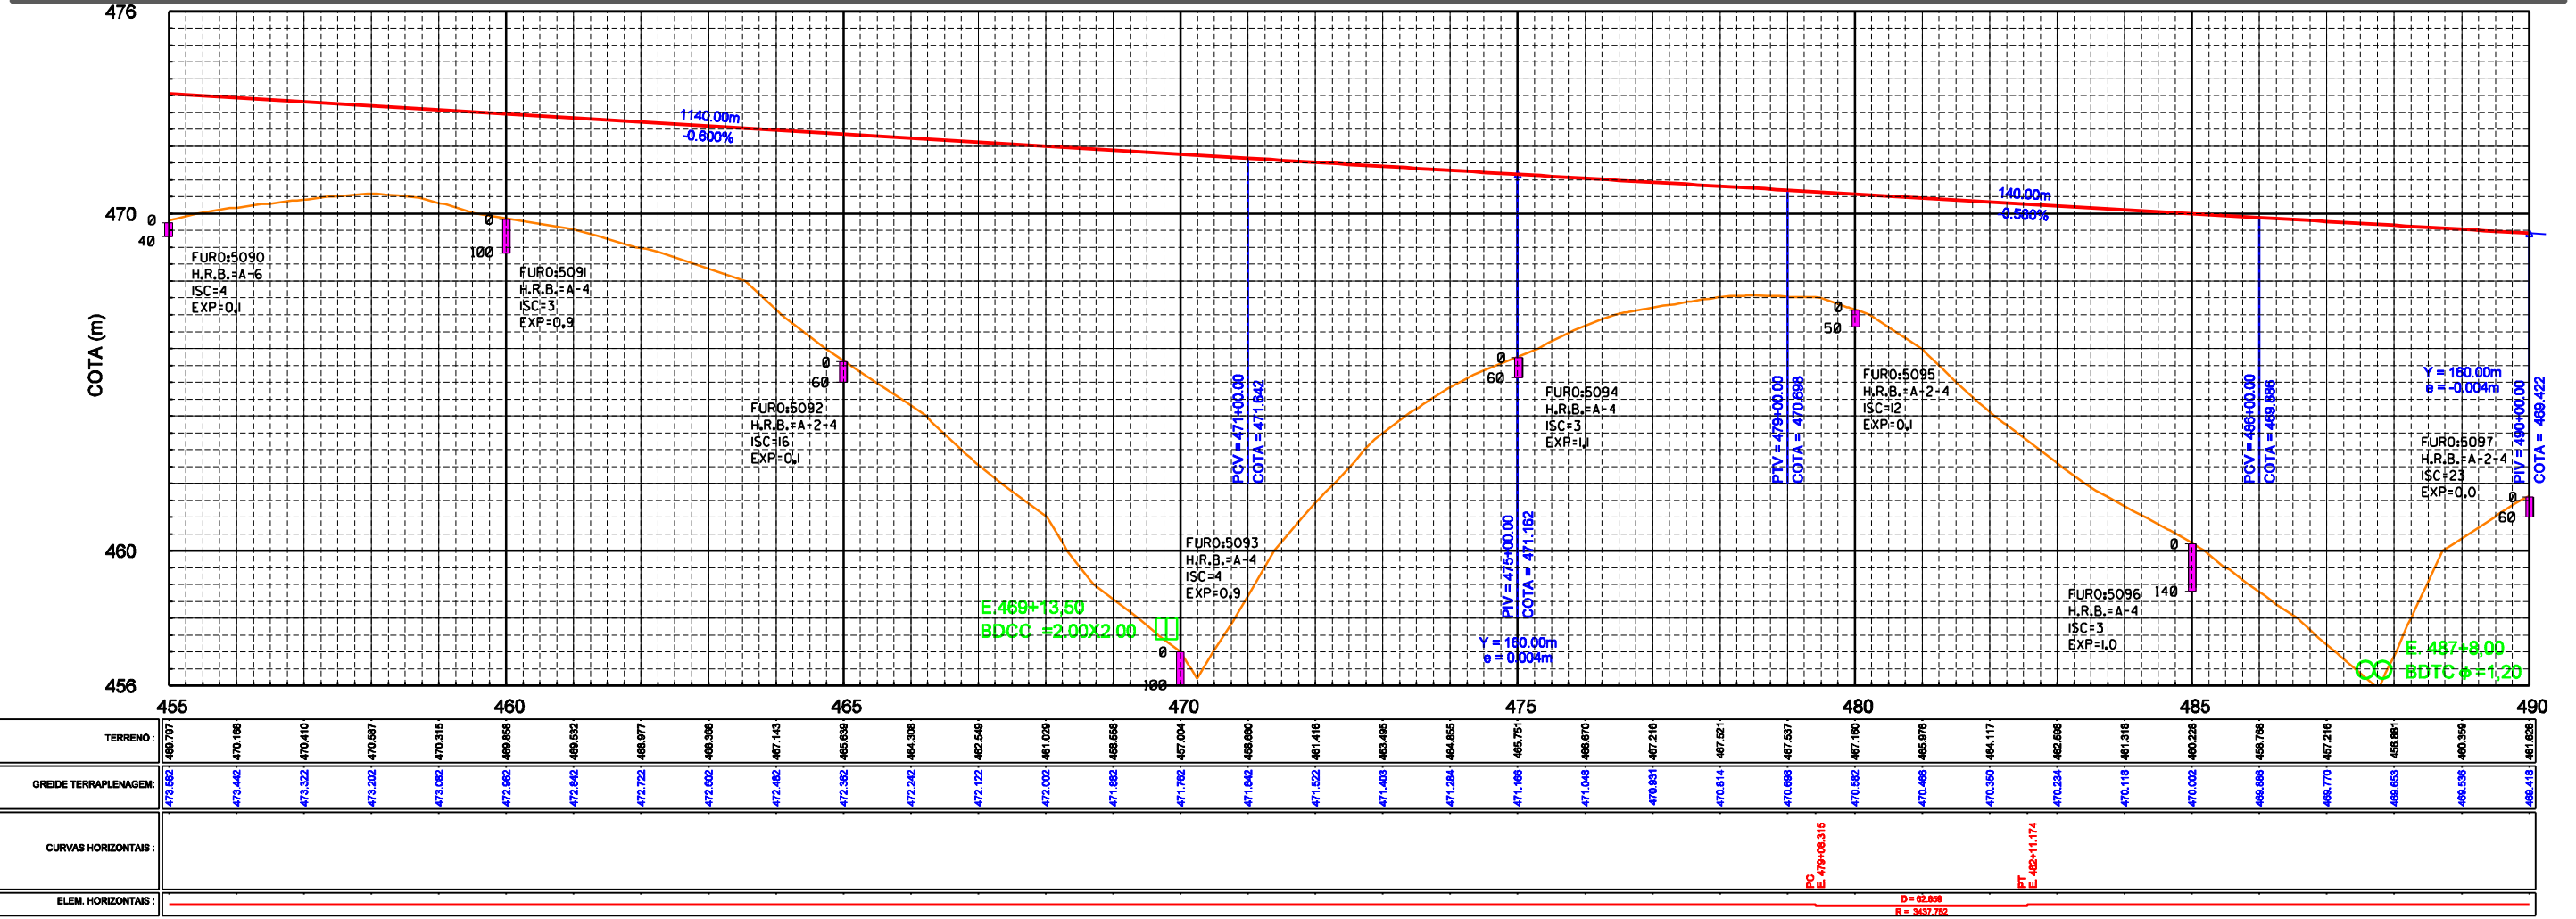 476
470
460
456
COTA (m)
1140.00m
-0.600%
140.00m
-0.580%
0
40
FURO:5090
H.R.B.=A-6
ISC=4
EXP=0,1
0
100
FURO:5091
H.R.B.=A-4
ISC=3
EXP=0,9
0
60
FURO:5092
H.R.B.=A-2-4
ISC=16
EXP=0,1
E.469+13,50
BDCC =2.00X2.00
0
100
FURO:5093
H.R.B.=A-4
ISC=4
EXP=0,9
PCV = 471+00.00
COTA = 471.642
0
60
PIV = 475+00.00
COTA = 471.162
Y = 160.00m
e = 0.004m
FURO:5094
H.R.B.=A-4
ISC=3
EXP=1,1
PTV = 479+00.00
COTA = 470.698
0
50
FURO:5095
H.R.B.=A-2-4
ISC=12
EXP=0,1
0
140
FURO:5096
H.R.B.=A-4
ISC=3
EXP=1,0
PCV = 486+00.00
COTA = 469.886
Y = 160.00m
e = -0.004m
PIV = 490+00.00
COTA = 469.422
FURO:5097
H.R.B.=A-2-4
ISC=23
EXP=0,0
0
60
E. 487+8,00
BDTC φ =1,20
455 460 465 470 475 480 485 490
TERRENO : 469.797 470.168 470.410 470.587 470.315 469.858 469.532 468.977 468.368 467.143 465.639 464.308 462.549 461.029 458.558 457.004 458.660 461.416 463.495 464.855 465.751 466.670 467.216 467.521 467.537 467.160 465.976 464.117 462.598 461.318 460.228 458.768 457.216 456.881 460.359 461.626
GREIDE TERRAPLENAGEM: 473.562 473.442 473.322 473.202 473.082 472.962 472.842 472.722 472.602 472.482 472.362 472.242 472.122 472.002 471.882 471.762 471.642 471.522 471.403 471.284 471.166 471.048 470.931 470.814 470.698 470.582 470.466 470.350 470.234 470.118 470.002 469.886 469.770 469.653 469.536 469.418
CURVAS HORIZONTAIS :
PC
E. 479+08.315
PT
E. 482+11.174
ELEM. HORIZONTAIS :
D = 62.859
R = 3437.752